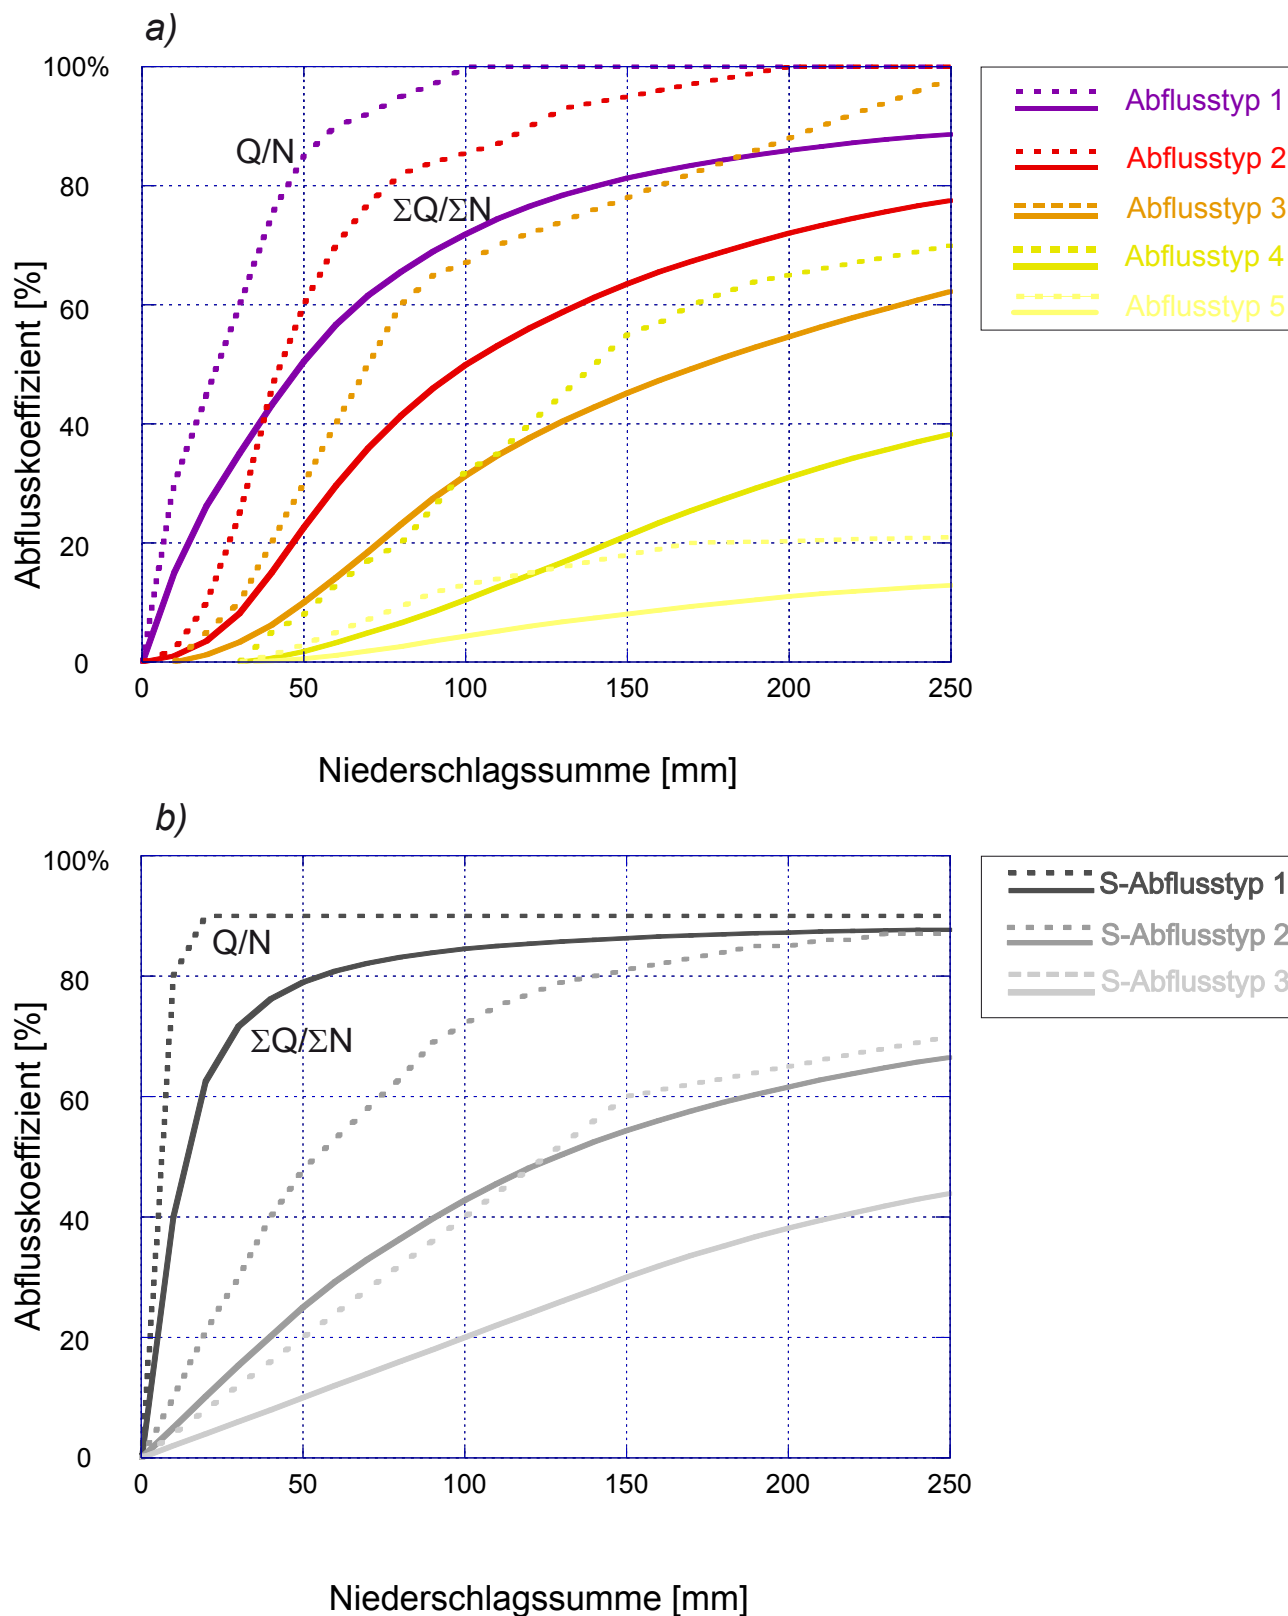 a)
100%
80
60
40
20
0
Abflusskoeffizient [%]
Q/N
ΣQ/ΣN
0 50 100 150 200 250
Niederschlagssumme [mm]
Abflusstyp 1
Abflusstyp 2
Abflusstyp 3
Abflusstyp 4
Abflusstyp 5
b)
100%
80
60
40
20
0
Abflusskoeffizient [%]
Q/N
ΣQ/ΣN
0 50 100 150 200 250
Niederschlagssumme [mm]
S-Abflusstyp 1
S-Abflusstyp 2
S-Abflusstyp 3